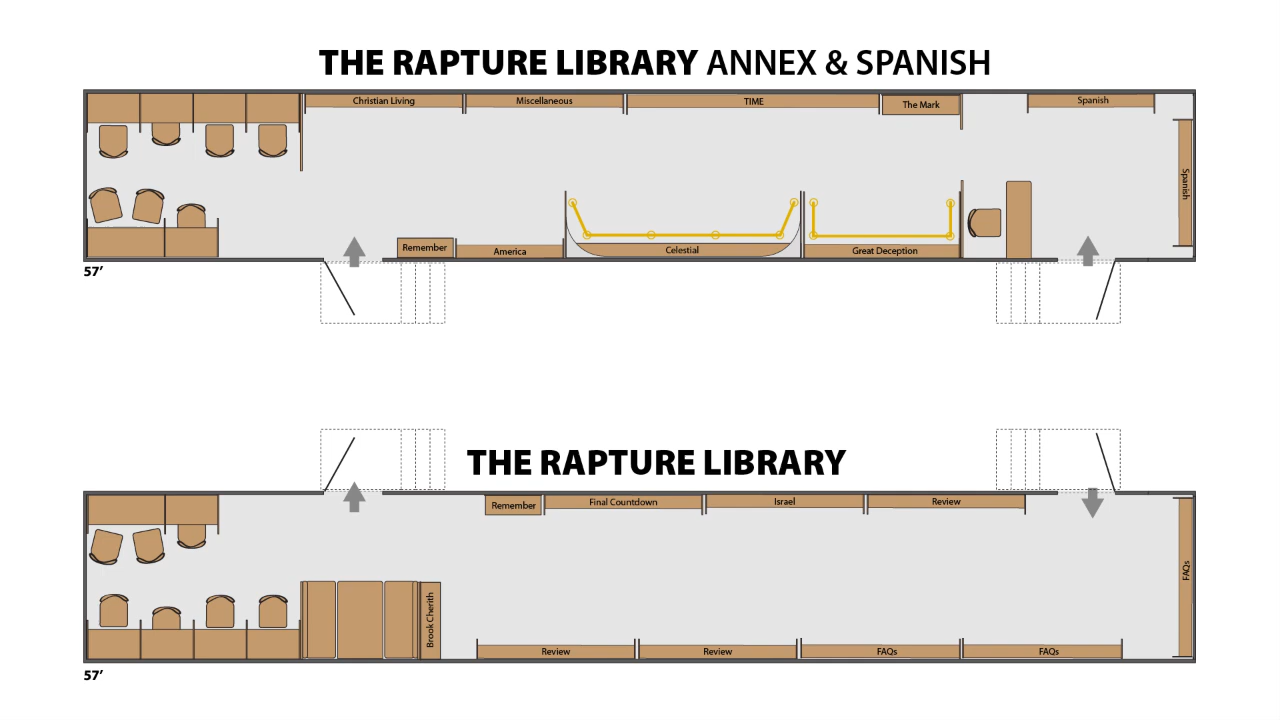 THE RAPTURE LIBRARY ANNEX & SPANISH
Christian Living
Miscellaneous
TIME
The Mark
Spanish
Spanish
Remember
America
Celestial
Great Deception
57’
THE RAPTURE LIBRARY
Remember
Final Countdown
Israel
Review
FAQs
Brook Cherith
Review
Review
FAQs
FAQs
57’